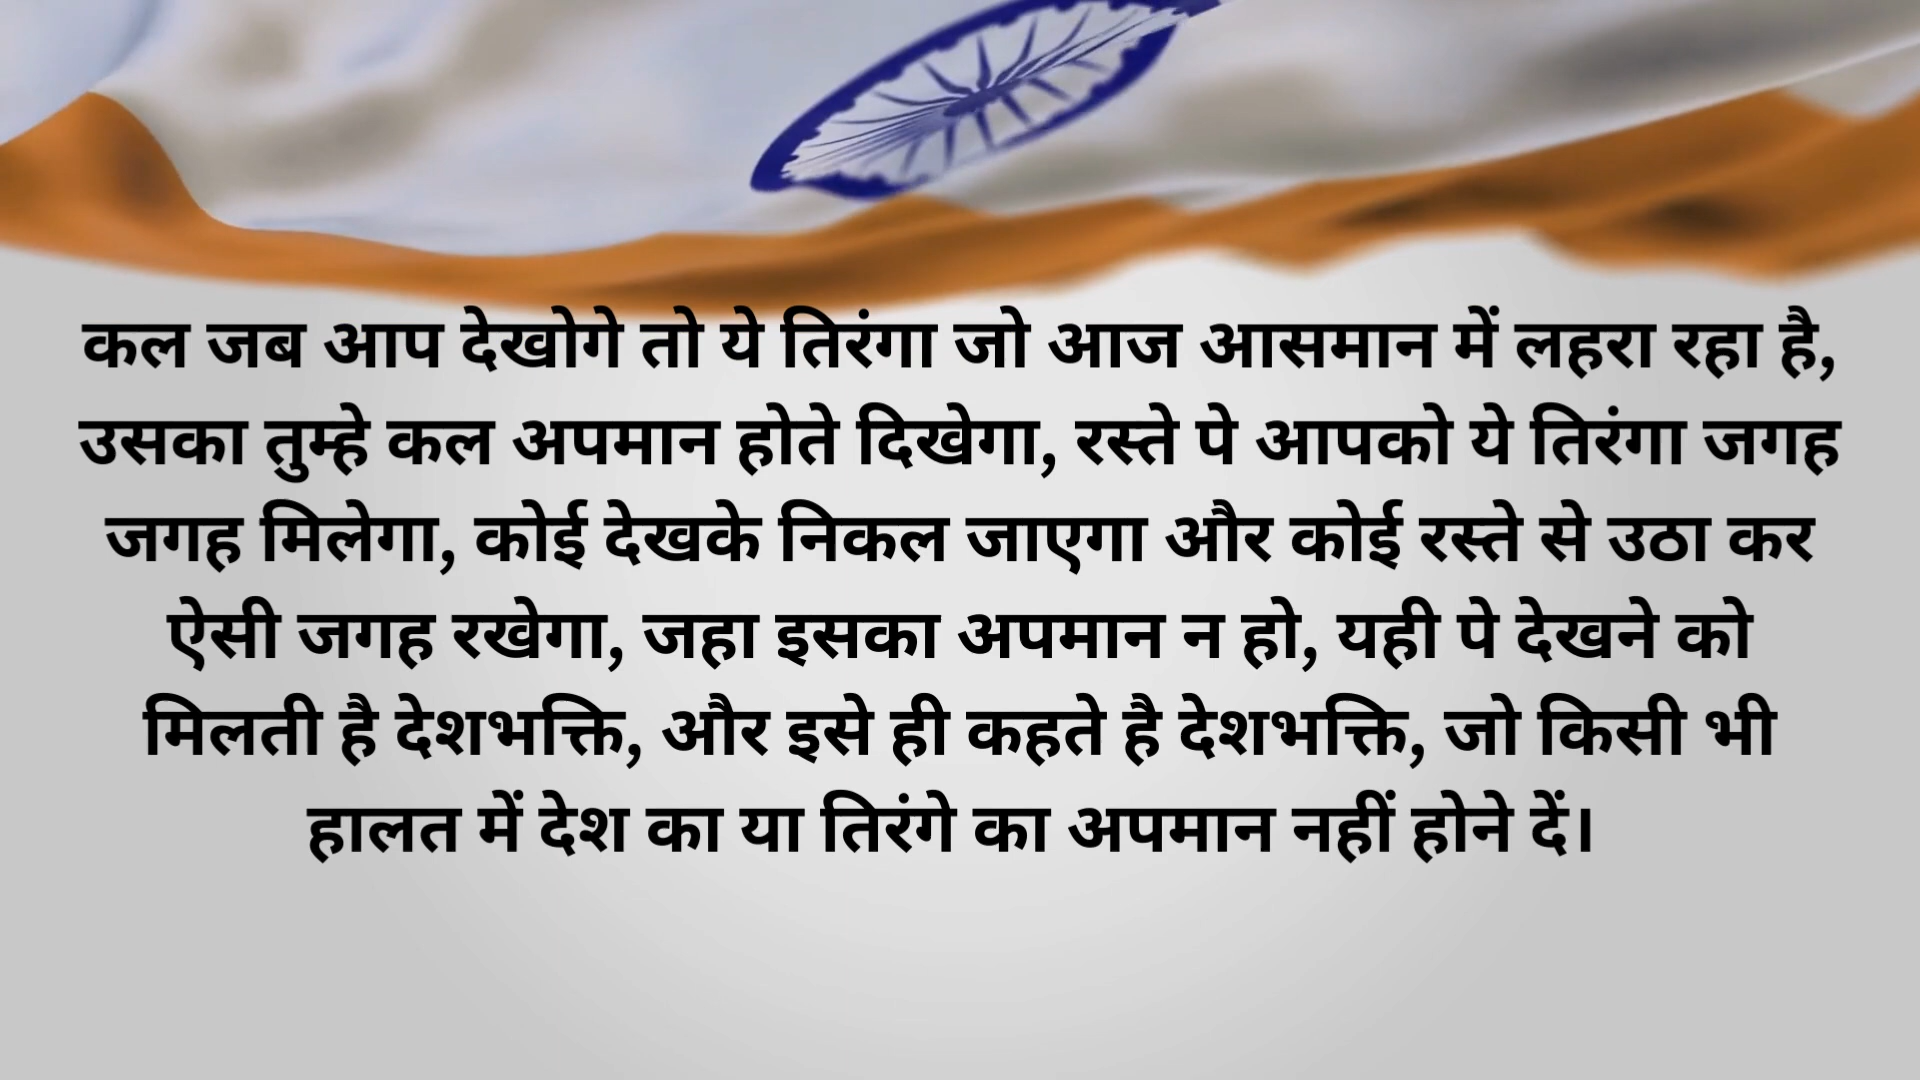 कल जब आप देखोगे तो ये तिरंगा जो आज आसमान में लहरा रहा है,
उसका तुम्हे कल अपमान होते दिखेगा, रस्ते पे आपको ये तिरंगा जगह
जगह मिलेगा, कोई देखके निकल जाएगा और कोई रस्ते से उठा कर
ऐसी जगह रखेगा, जहा इसका अपमान न हो, यही पे देखने को
मिलती है देशभक्ति, और इसे ही कहते है देशभक्ति, जो किसी भी
हालत में देश का या तिरंगे का अपमान नहीं होने दें।